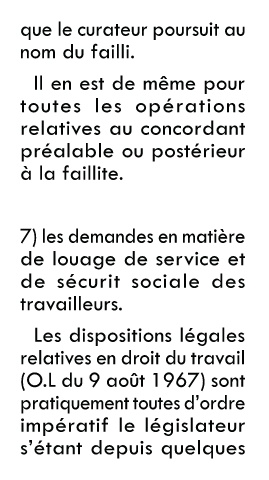 que le curateur poursuit au
nom du failli.
Il en est de même pour
toutes les opérations
relatives au concordant
préalable ou postérieur
à la faillite.
7) les demandes en matière
de louage de service et
de sécurit sociale des
travailleurs.
Les dispositions légales
relatives en droit du travail
(O.L du 9 août 1967) sont
pratiquement toutes d'ordre
impératif le législateur
s'étant depuis quelques